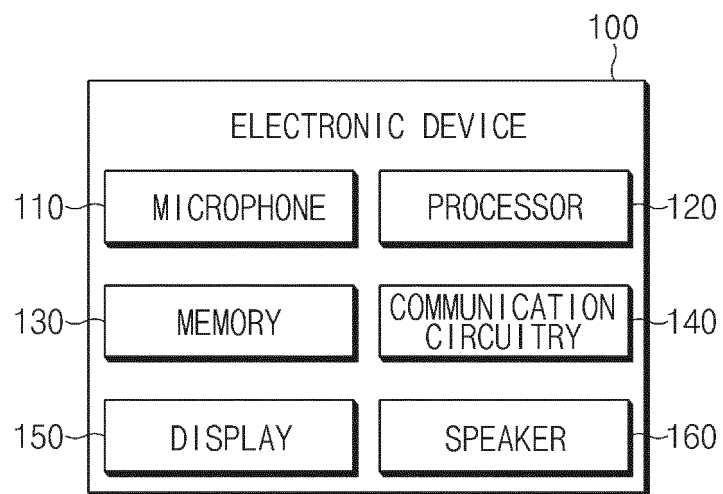 100
ELECTRONIC DEVICE
110 MICROPHONE PROCESSOR 120
130 MEMORY COMMUNICATION CIRCUITRY 140
150 DISPLAY SPEAKER 160